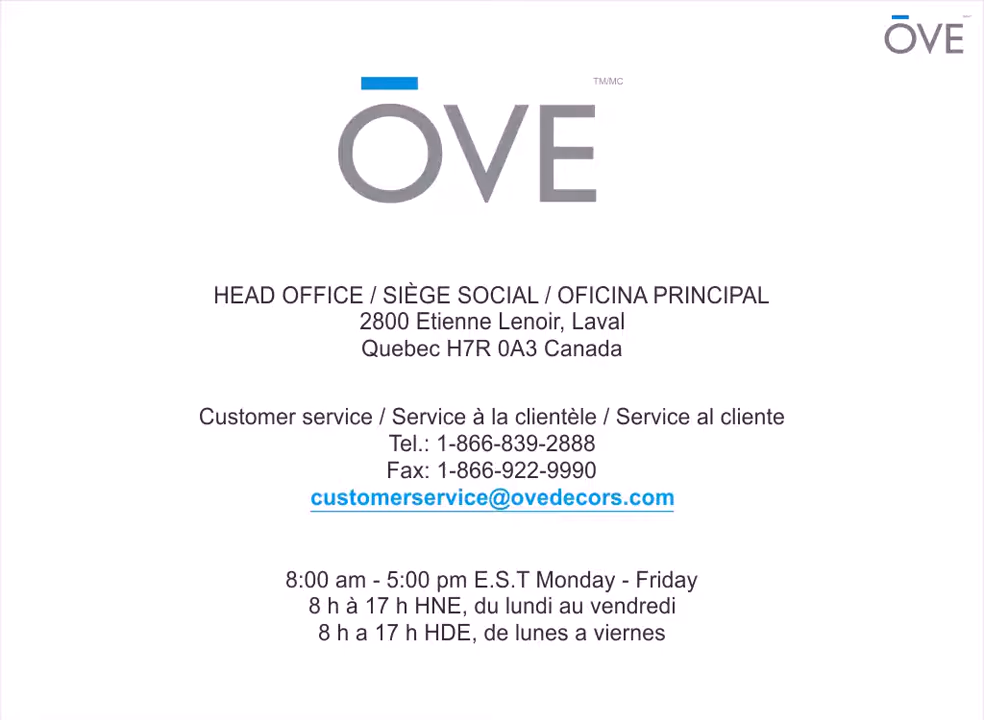 ŌVE
TM/MC
ŌVE
HEAD OFFICE / SIÈGE SOCIAL / OFICINA PRINCIPAL
2800 Etienne Lenoir, Laval
Quebec H7R 0A3 Canada
Customer service / Service à la clientèle / Service al cliente
Tel.: 1-866-839-2888
Fax: 1-866-922-9990
customerservice@ovedecors.com
8:00 am - 5:00 pm E.S.T Monday - Friday
8 h à 17 h HNE, du lundi au vendredi
8 h a 17 h HDE, de lunes a viernes